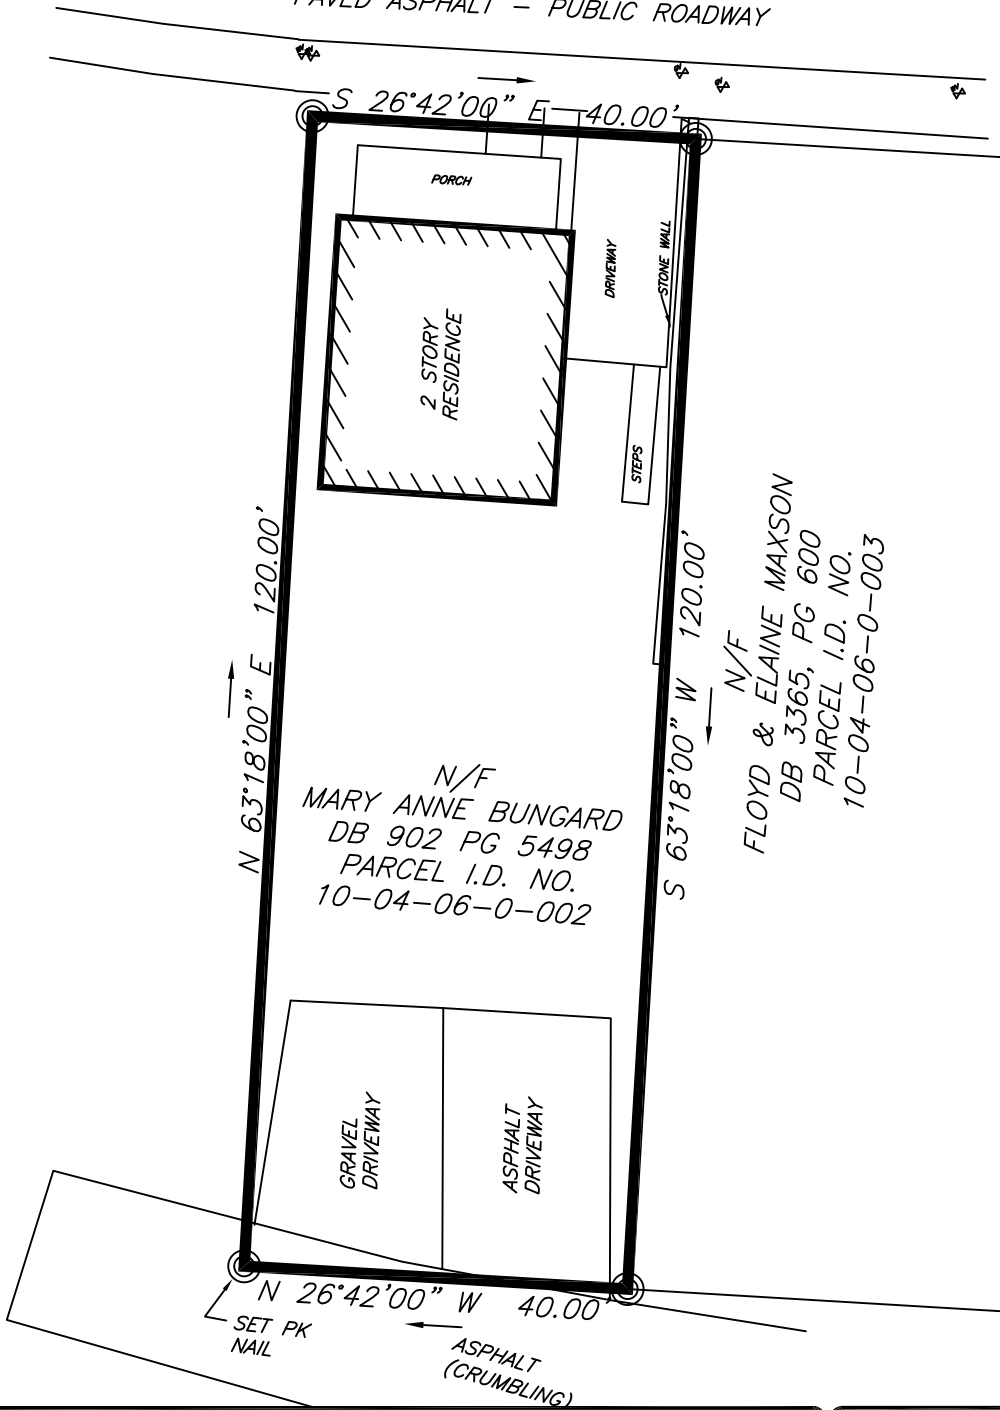 PAVED ASPHALT – PUBLIC ROADWAY
S 26°42'00" E 40.00'
PORCH
DRIVEWAY
STONE WALL
2 STORY
RESIDENCE
STEPS
N 63°18'00" E 120.00'
S 63°18'00" W 120.00'
N/F
FLOYD & ELAINE MAXSON
DB 3365, PG 600
PARCEL I.D. NO.
10–04–06–0–003
N/F
MARY ANNE BUNGARD
DB 902 PG 5498
PARCEL I.D. NO.
10–04–06–0–002
GRAVEL
DRIVEWAY
ASPHALT
DRIVEWAY
N 26°42'00" W 40.00'
SET PK
NAIL
ASPHALT
(CRUMBLING)